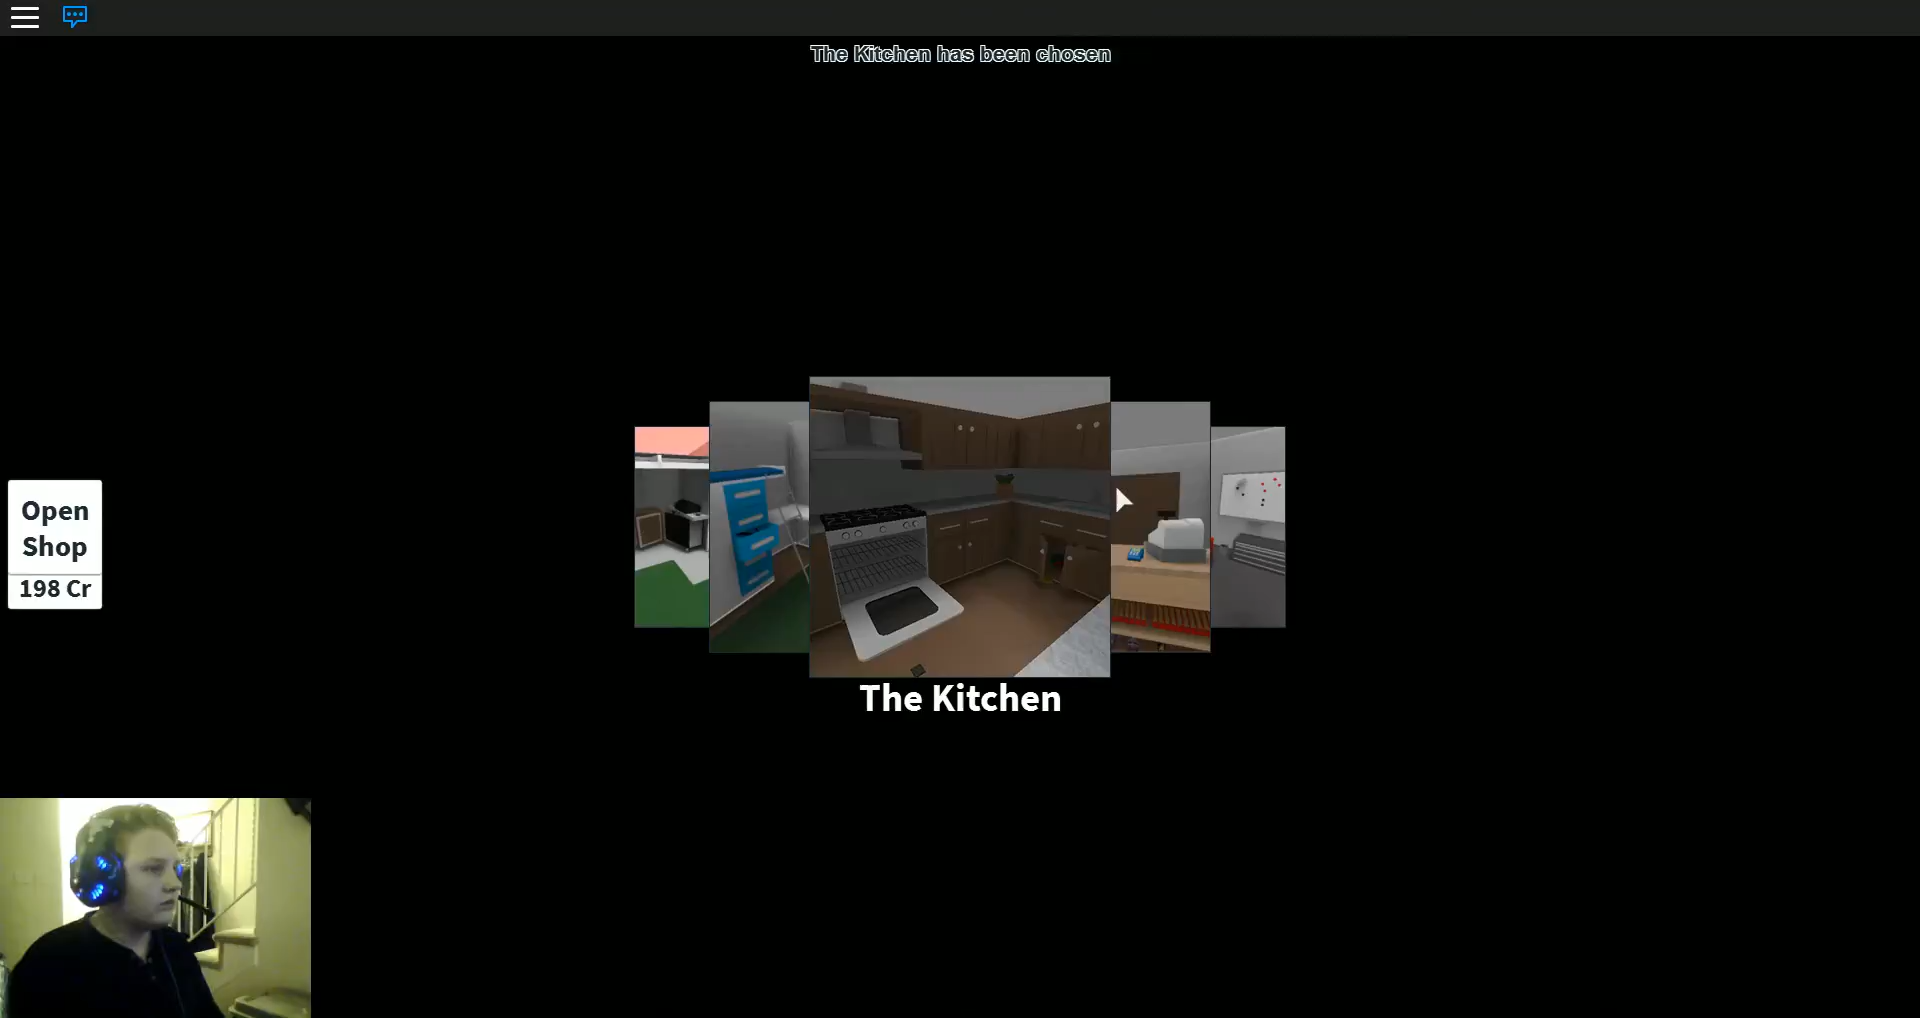 The Kitchen has been chosen
Open
Shop
198 Cr
The Kitchen